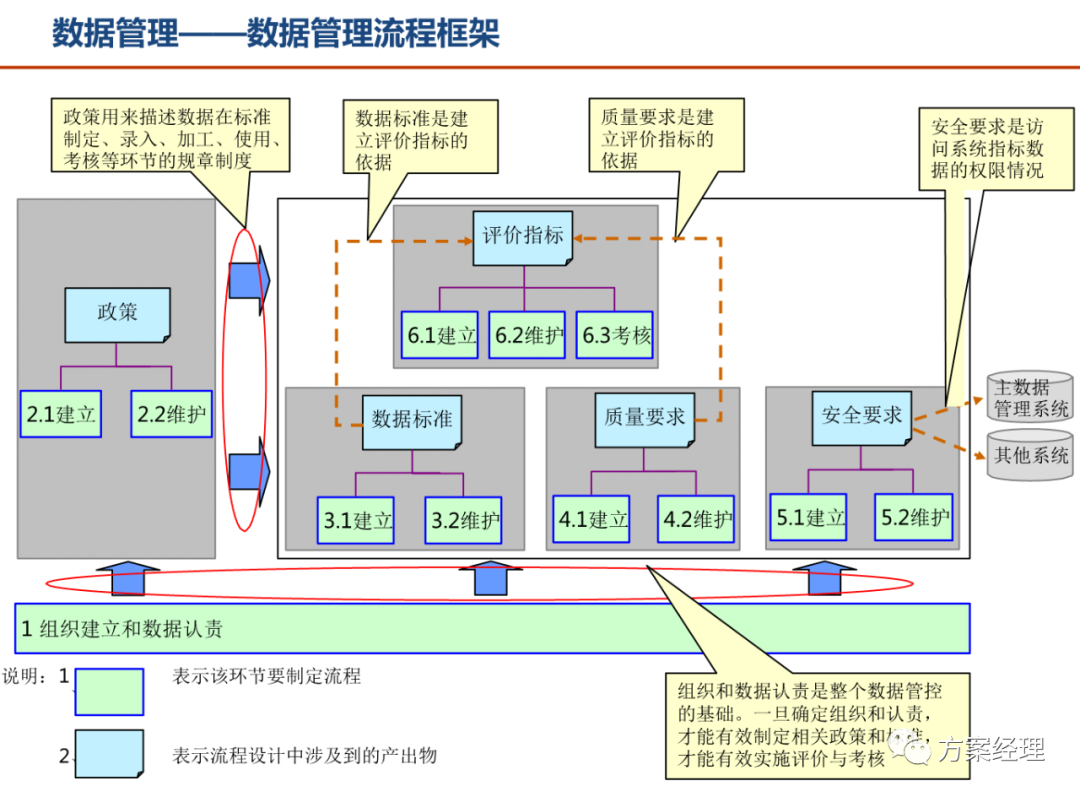 数据管理——数据管理流程框架
政策用来描述数据在标准
制定、录入、加工、使用、
考核等环节的规章制度
数据标准是建
立评价指标的
依据
质量要求是建
立评价指标的
依据
安全要求是访
问系统指标数
据的权限情况
评价指标
6.1建立
6.2维护
6.3考核
政策
2.1建立
2.2维护
数据标准
3.1建立
3.2维护
质量要求
4.1建立
4.2维护
安全要求
5.1建立
5.2维护
主数据
管理系统
其他系统
1 组织建立和数据认责
说明：1、
表示该环节要制定流程
2、
表示流程设计中涉及到的产出物
组织和数据认责是整个数据管控
的基础。一旦确定组织和认责，
才能有效制定相关政策和标准，
才能有效实施评价与考核
方案经理